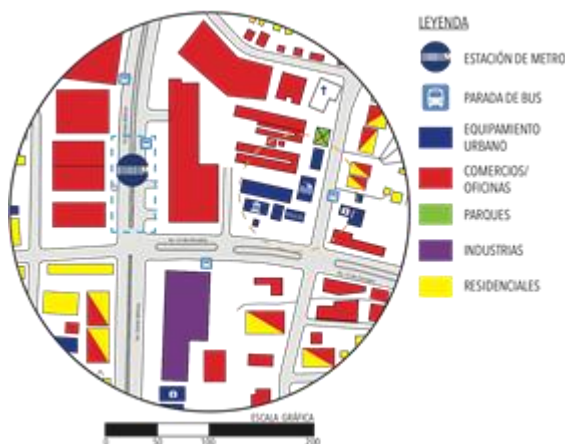 LEYENDA
ESTACIÓN DE METRO
PARADA DE BUS
EQUIPAMIENTO
URBANO
COMERCIOS/
OFICINAS
PARQUES
INDUSTRIAS
RESIDENCIALES
ESCALA GRÁFICA
0 50 100 200